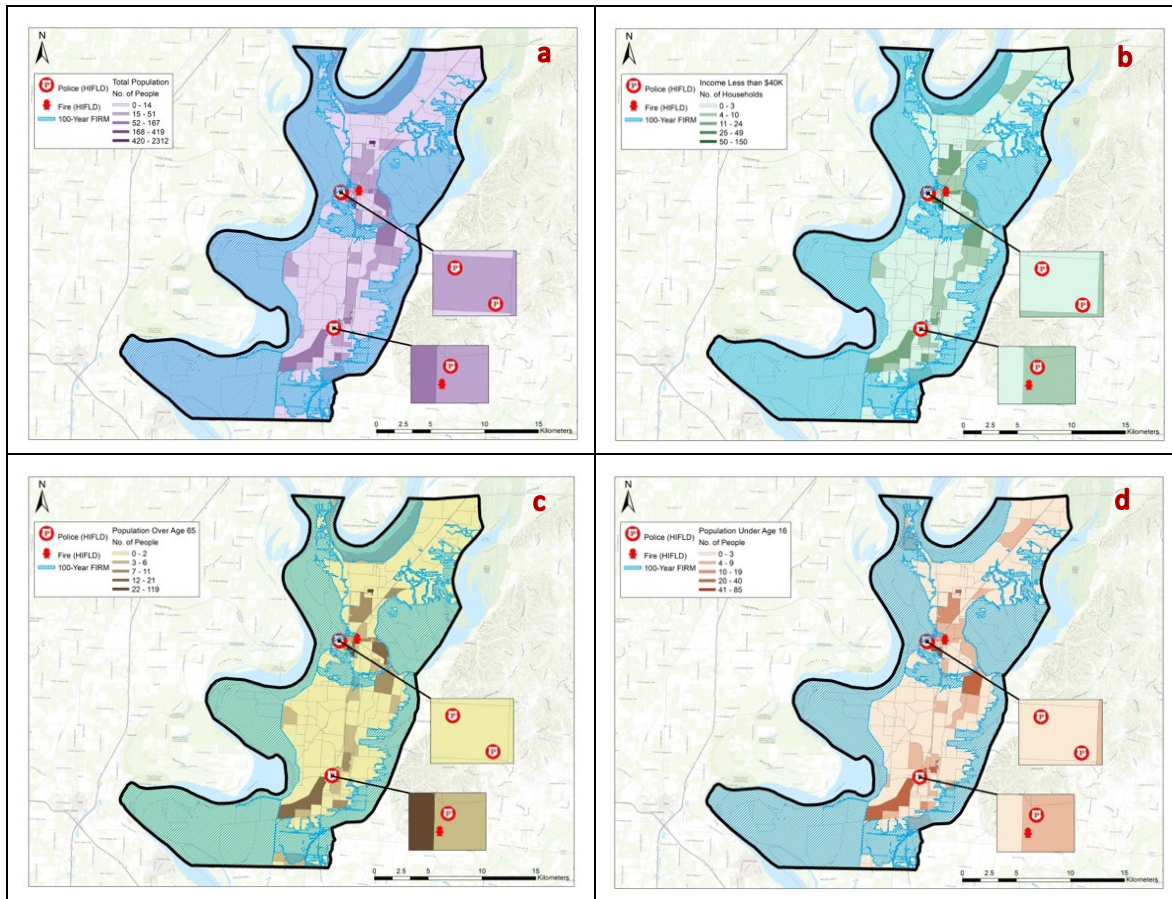 N
a
Police (HIFLD)
Fire (HIFLD)
100-Year FIRM
Total Population
No. of People
0 - 14
15 - 51
52 - 167
168 - 419
420 - 2312
P
P
P
0 2.5 5 10 15
Kilometers
N
b
Police (HIFLD)
Fire (HIFLD)
100-Year FIRM
Income Less than $40K
No. of Households
0 - 3
4 - 10
11 - 24
25 - 49
50 - 150
P
P
P
0 2.5 5 10 15
Kilometers
N
c
Police (HIFLD)
Fire (HIFLD)
100-Year FIRM
Population Over Age 65
No. of People
0 - 2
3 - 6
7 - 11
12 - 21
22 - 119
P
P
P
0 2.5 5 10 15
Kilometers
N
d
Police (HIFLD)
Fire (HIFLD)
100-Year FIRM
Population Under Age 16
No. of People
0 - 3
4 - 9
10 - 19
20 - 40
41 - 85
P
P
P
0 2.5 5 10 15
Kilometers